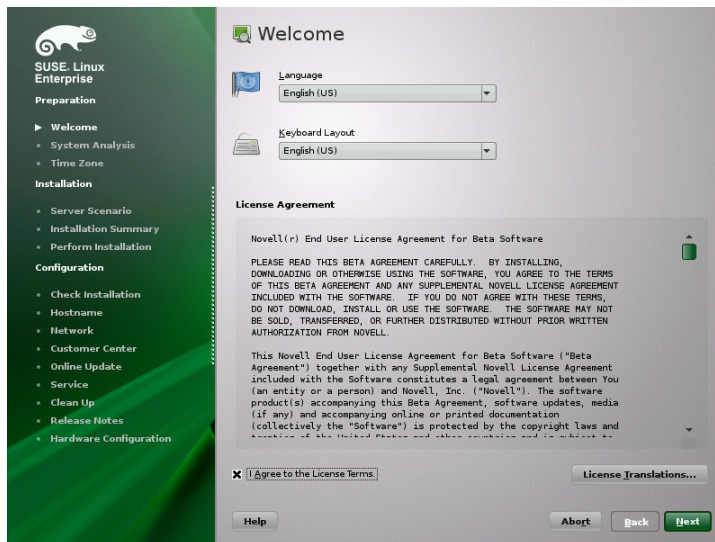 SUSE. Linux
Enterprise
Preparation
Welcome
System Analysis
Time Zone
Installation
Server Scenario
Installation Summary
Perform Installation
Configuration
Check Installation
Hostname
Network
Customer Center
Online Update
Service
Clean Up
Release Notes
Hardware Configuration
Welcome
Language
English (US)
Keyboard Layout
English (US)
License Agreement
Novell(r) End User License Agreement for Beta Software
PLEASE READ THIS BETA AGREEMENT CAREFULLY.  BY INSTALLING,
DOWNLOADING OR OTHERWISE USING THE SOFTWARE, YOU AGREE TO THE TERMS
OF THIS BETA AGREEMENT AND ANY SUPPLEMENTAL NOVELL LICENSE AGREEMENT
INCLUDED WITH THE SOFTWARE.  IF YOU DO NOT AGREE WITH THESE TERMS,
DO NOT DOWNLOAD, INSTALL OR USE THE SOFTWARE.  THE SOFTWARE MAY NOT
BE SOLD, TRANSFERRED, OR FURTHER DISTRIBUTED WITHOUT PRIOR WRITTEN
AUTHORIZATION FROM NOVELL.
This Novell End User License Agreement for Beta Software ("Beta
Agreement") together with any Supplemental Novell License Agreement
included with the Software constitutes a legal agreement between You
(an entity or a person) and Novell, Inc. ("Novell"). The software
product(s) accompanying this Beta Agreement, software updates, media
(if any) and accompanying online or printed documentation
(collectively the "Software") is protected by the copyright laws and
I Agree to the License Terms.
License Translations...
Help
Abort
Back
Next